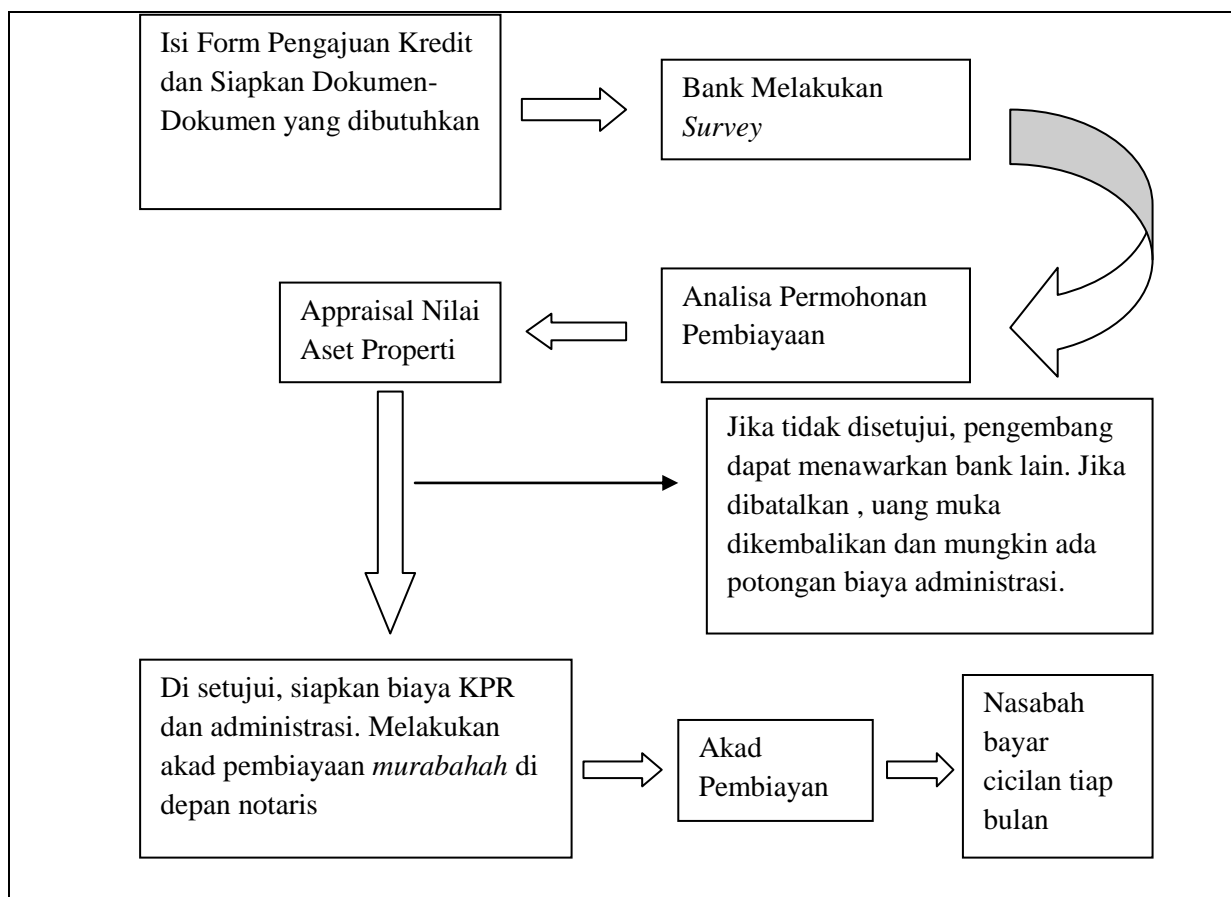 Isi Form Pengajuan Kredit
dan Siapkan Dokumen-
Dokumen yang dibutuhkan
Bank Melakukan
Survey
Analisa Permohonan
Pembiayaan
Appraisal Nilai
Aset Properti
Jika tidak disetujui, pengembang
dapat menawarkan bank lain. Jika
dibatalkan , uang muka
dikembalikan dan mungkin ada
potongan biaya administrasi.
Di setujui, siapkan biaya KPR
dan administrasi. Melakukan
akad pembiayaan murabahah di
depan notaris
Akad
Pembiayan
Nasabah
bayar
cicilan tiap
bulan